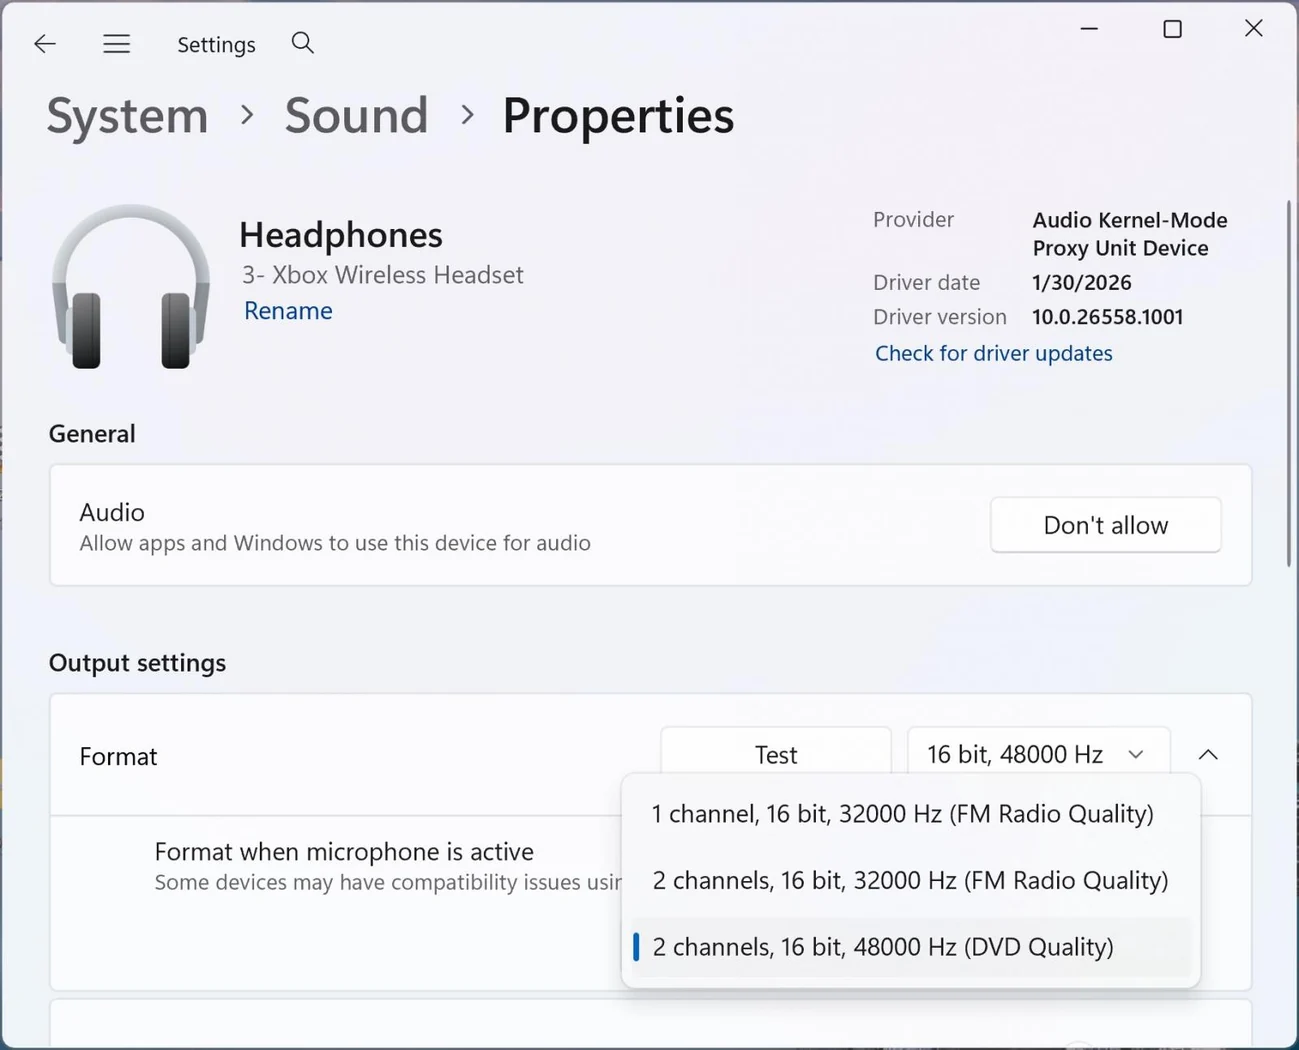 Settings
System > Sound > Properties
Headphones
3- Xbox Wireless Headset
Rename
Provider Audio Kernel-Mode
Proxy Unit Device
Driver date 1/30/2026
Driver version 10.0.26558.1001
Check for driver updates
General
Audio
Allow apps and Windows to use this device for audio
Don't allow
Output settings
Format
Test
16 bit, 48000 Hz
1 channel, 16 bit, 32000 Hz (FM Radio Quality)
2 channels, 16 bit, 32000 Hz (FM Radio Quality)
2 channels, 16 bit, 48000 Hz (DVD Quality)
Format when microphone is active
Some devices may have compatibility issues